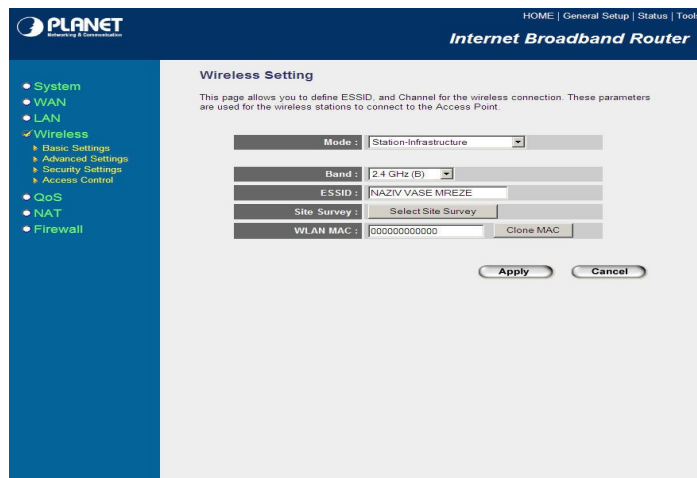 PLANET
Networking & Communication
HOME | General Setup | Status | Tools
Internet Broadband Router
System
WAN
LAN
Wireless
Basic Settings
Advanced Settings
Security Settings
Access Control
QoS
NAT
Firewall
Wireless Setting
This page allows you to define ESSID, and Channel for the wireless connection. These parameters
are used for the wireless stations to connect to the Access Point.
Mode : Station-Infrastructure
Band : 2.4 GHz (B)
ESSID : NAZIV VASE MREZE
Site Survey : Select Site Survey
WLAN MAC : 000000000000 Clone MAC
Apply Cancel